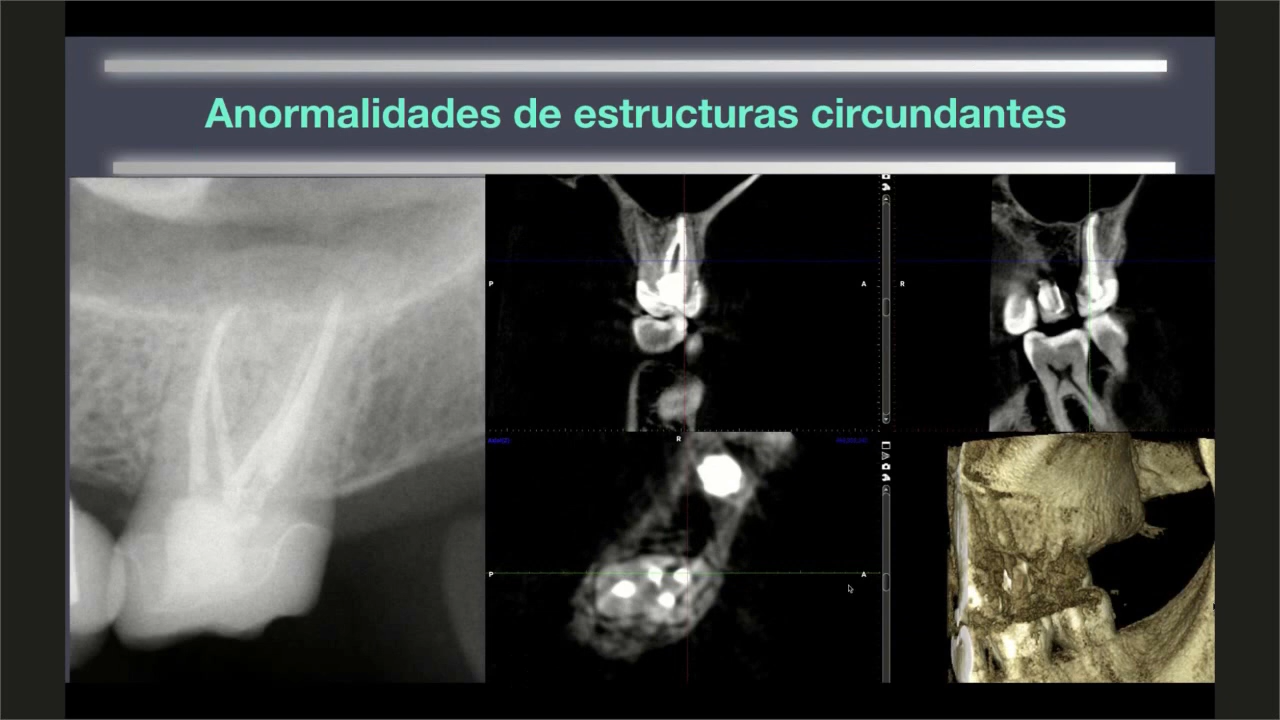 Anormalidades de estructuras circundantes
P
A
R
R
P
A